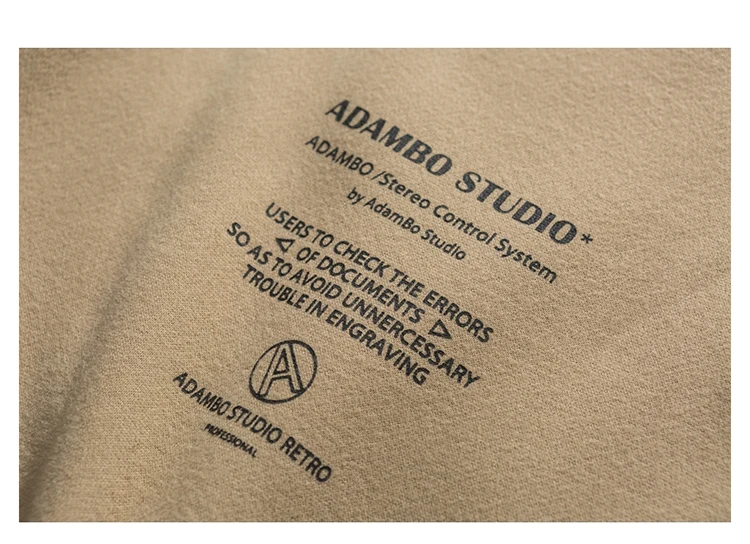 ADAMBO STUDIO*
ADAMBO /Stereo Control System
by AdamBo Studio
USERS TO CHECK THE ERRORS
◁ OF DOCUMENTS ▷
SO AS TO AVOID UNNERCESSARY
TROUBLE IN ENGRAVING
A
ADAMBO STUDIO RETRO
PROFESSIONAL